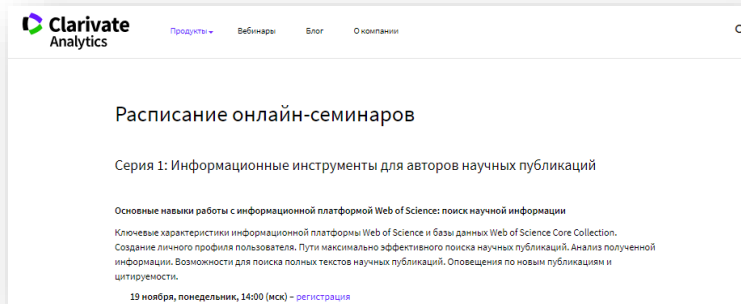 Clarivate
Analytics
Продукты Вебинары Блог О компании
Расписание онлайн-семинаров
Серия 1: Информационные инструменты для авторов научных публикаций
Основные навыки работы с информационной платформой Web of Science: поиск научной информации
Ключевые характеристики информационной платформы Web of Science и базы данных Web of Science Core Collection.
Создание личного профиля пользователя. Пути максимально эффективного поиска научных публикаций. Анализ полученной
информации. Возможности для поиска полных текстов научных публикаций. Оповещения по новым публикациям и
цитируемости.
19 ноября, понедельник, 14:00 (мск) – регистрация